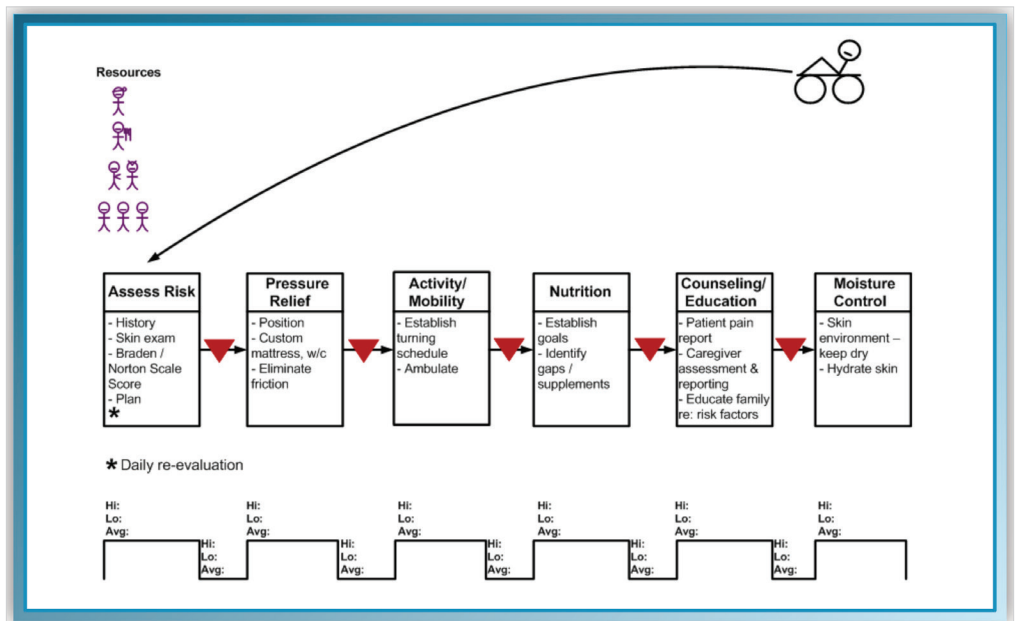 Resources
Assess Risk
- History
- Skin exam
- Braden /
Norton Scale
Score
- Plan
*
Pressure
Relief
- Position
- Custom
mattress, w/c
- Eliminate
friction
Activity/
Mobility
- Establish
turning
schedule
- Ambulate
Nutrition
- Establish
goals
- Identify
gaps /
supplements
Counseling/
Education
- Patient pain
report
- Caregiver
assessment &
reporting
- Educate family
re: risk factors
Moisture
Control
- Skin
environment –
keep dry
- Hydrate skin
* Daily re-evaluation
Hi:
Lo:
Avg:
Hi:
Lo:
Avg:
Hi:
Lo:
Avg:
Hi:
Lo:
Avg:
Hi:
Lo:
Avg:
Hi:
Lo:
Avg:
Hi:
Lo:
Avg:
Hi:
Lo:
Avg:
Hi:
Lo:
Avg:
Hi:
Lo:
Avg:
Hi:
Lo:
Avg: